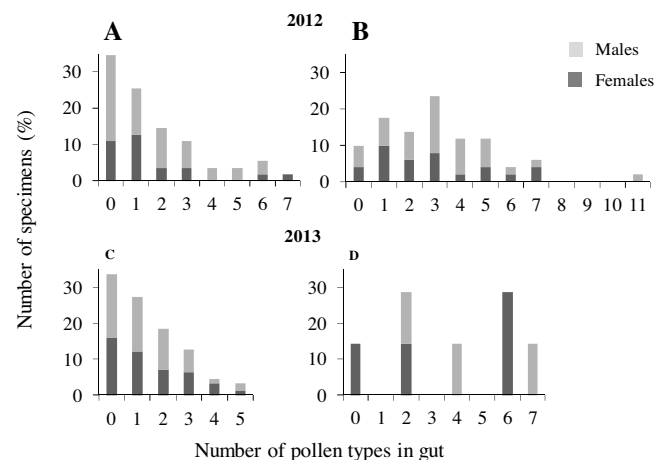 2012
A
B
Males
Females
30
20
10
0
0 1 2 3 4 5 6 7
30
20
10
0
0 1 2 3 4 5 6 7 8 9 10 11
Number of specimens (%)
2013
C
D
30
20
10
0
0 1 2 3 4 5
30
20
10
0
0 1 2 3 4 5 6 7
Number of pollen types in gut